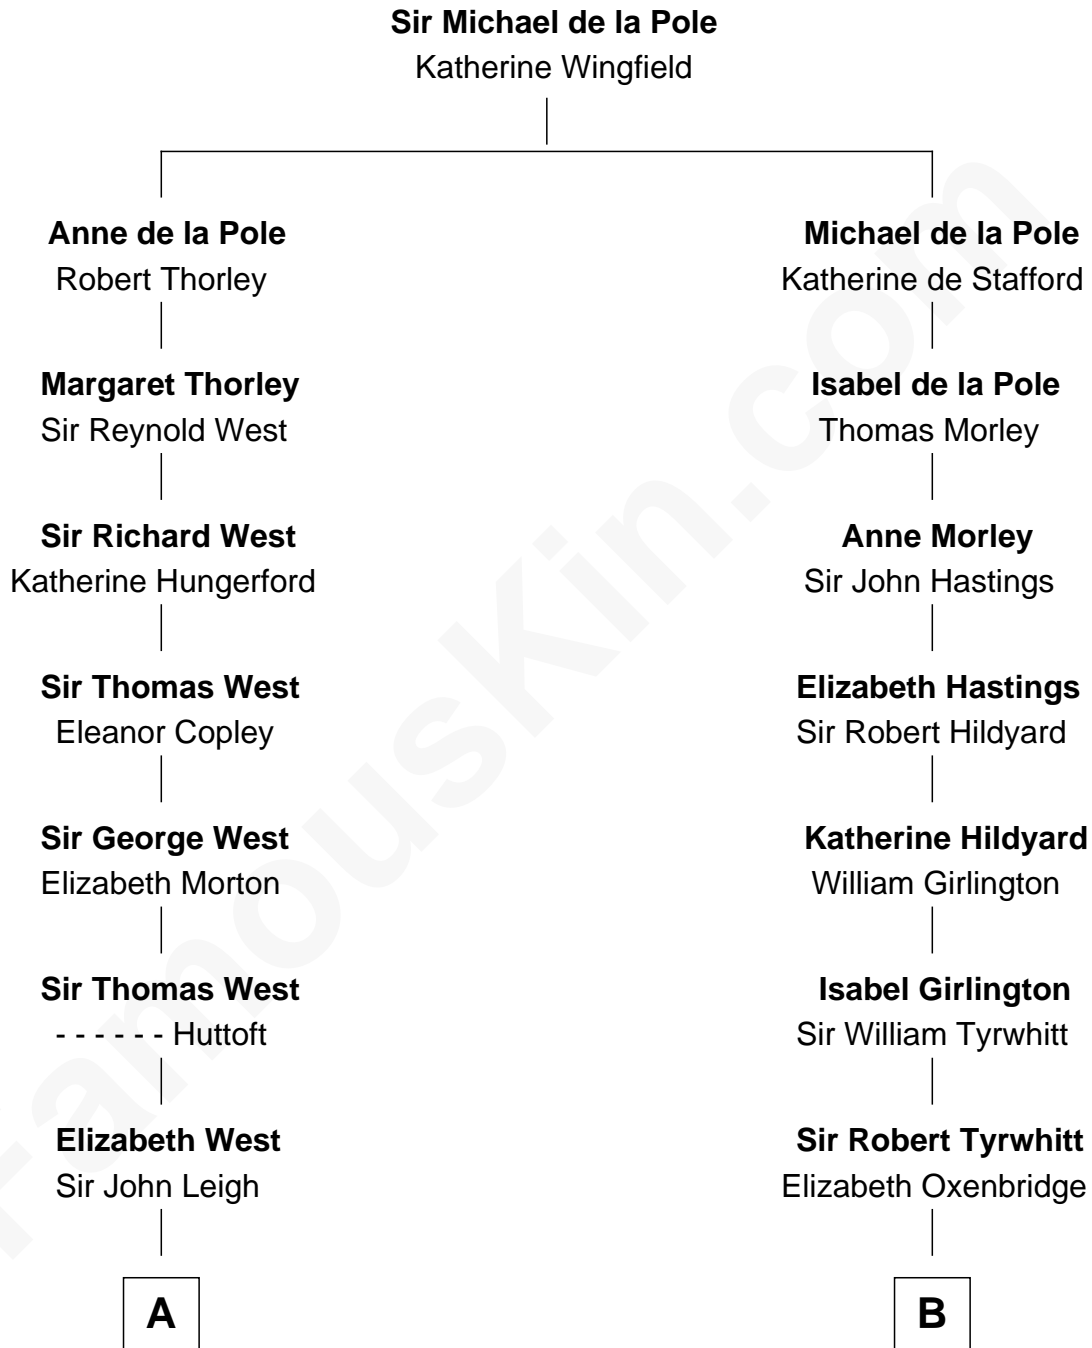 Sir Michael de la Pole
Katherine Wingfield
Anne de la Pole
Robert Thorley
Margaret Thorley
Sir Reynold West
Sir Richard West
Katherine Hungerford
Sir Thomas West
Eleanor Copley
Sir George West
Elizabeth Morton
Sir Thomas West
- - - - - - Huttoft
Elizabeth West
Sir John Leigh
A
Michael de la Pole
Katherine de Stafford
Isabel de la Pole
Thomas Morley
Anne Morley
Sir John Hastings
Elizabeth Hastings
Sir Robert Hildyard
Katherine Hildyard
William Girlington
Isabel Girlington
Sir William Tyrwhitt
Sir Robert Tyrwhitt
Elizabeth Oxenbridge
B
FamousKin.com